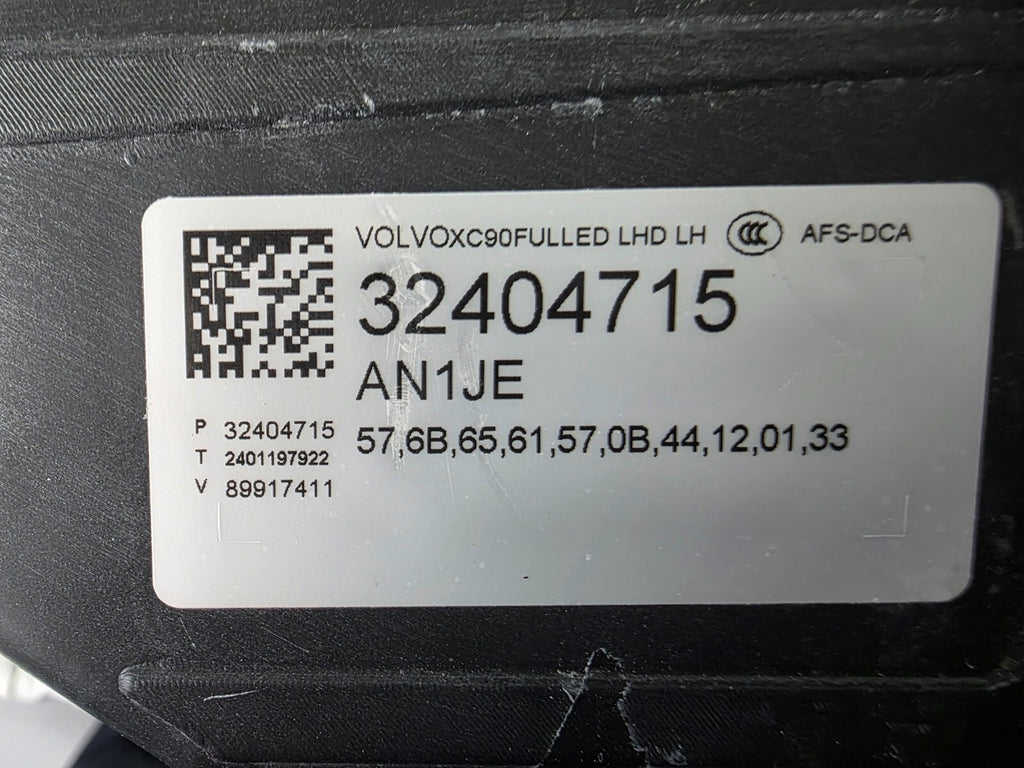 VOLVOXC90FULLED LHD LH CCC AFS-DCA
32404715
AN1JE
57,6B,65,61,57,0B,44,12,01,33
P 32404715
T 2401197922
V 89917411